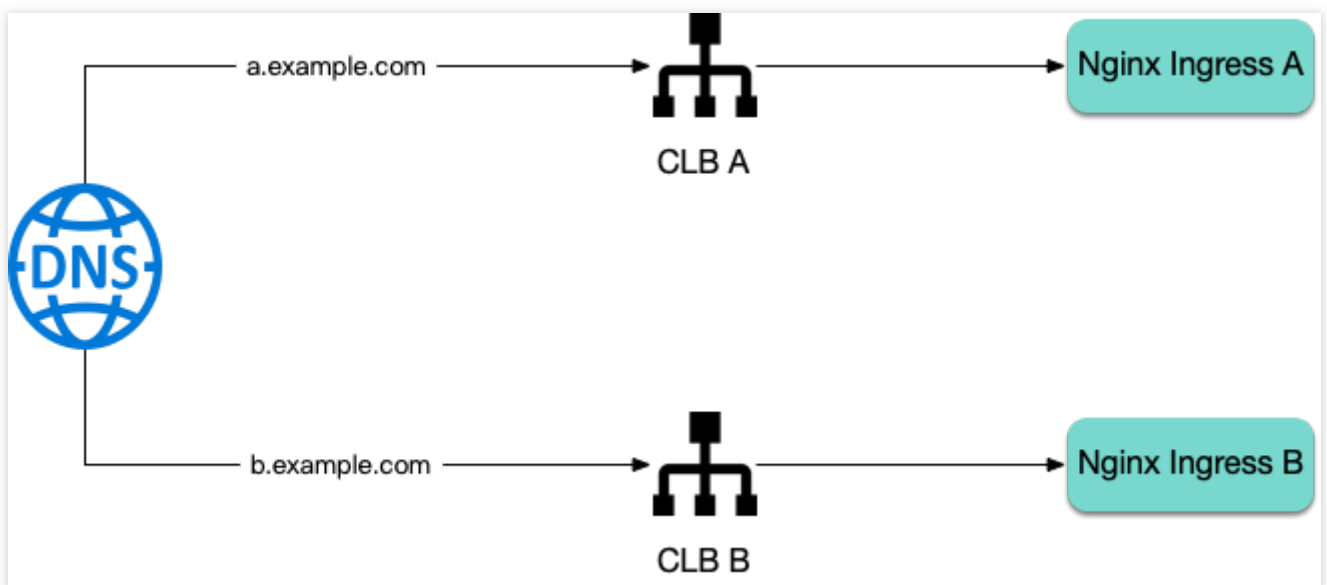 a.example.com
Nginx Ingress A
CLB A
DNS
b.example.com
Nginx Ingress B
CLB B